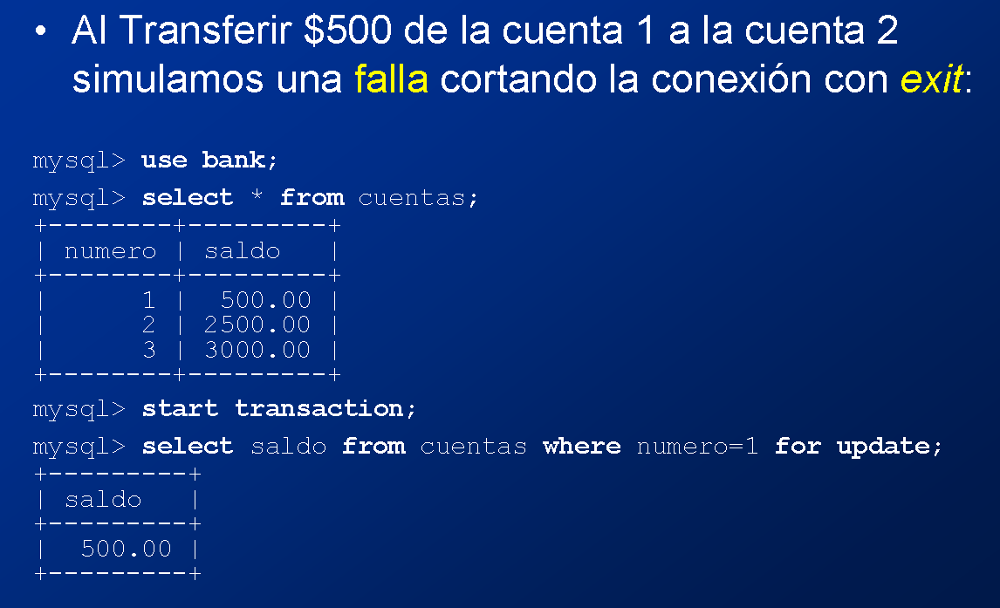 • Al Transferir $500 de la cuenta 1 a la cuenta 2
simulamos una falla cortando la conexión con exit:
mysql> use bank;
mysql> select * from cuentas;
+--------+---------+
| numero | saldo   |
+--------+---------+
|      1 |  500.00 |
|      2 | 2500.00 |
|      3 | 3000.00 |
+--------+---------+
mysql> start transaction;
mysql> select saldo from cuentas where numero=1 for update;
+---------+
| saldo   |
+---------+
|  500.00 |
+---------+